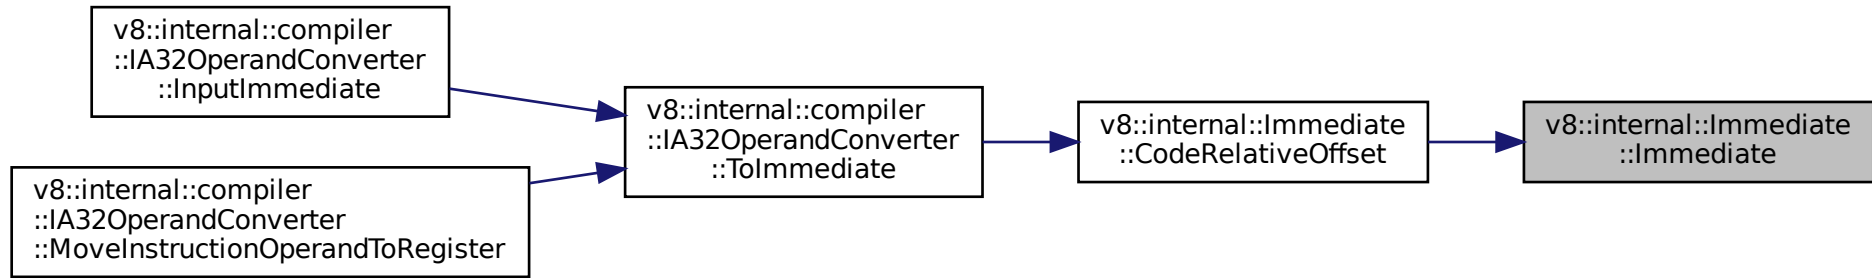 v8::internal::compiler
::IA32OperandConverter
::InputImmediate
v8::internal::compiler
::IA32OperandConverter
::MoveInstructionOperandToRegister
v8::internal::compiler
::IA32OperandConverter
::ToImmediate
v8::internal::Immediate
::CodeRelativeOffset
v8::internal::Immediate
::Immediate